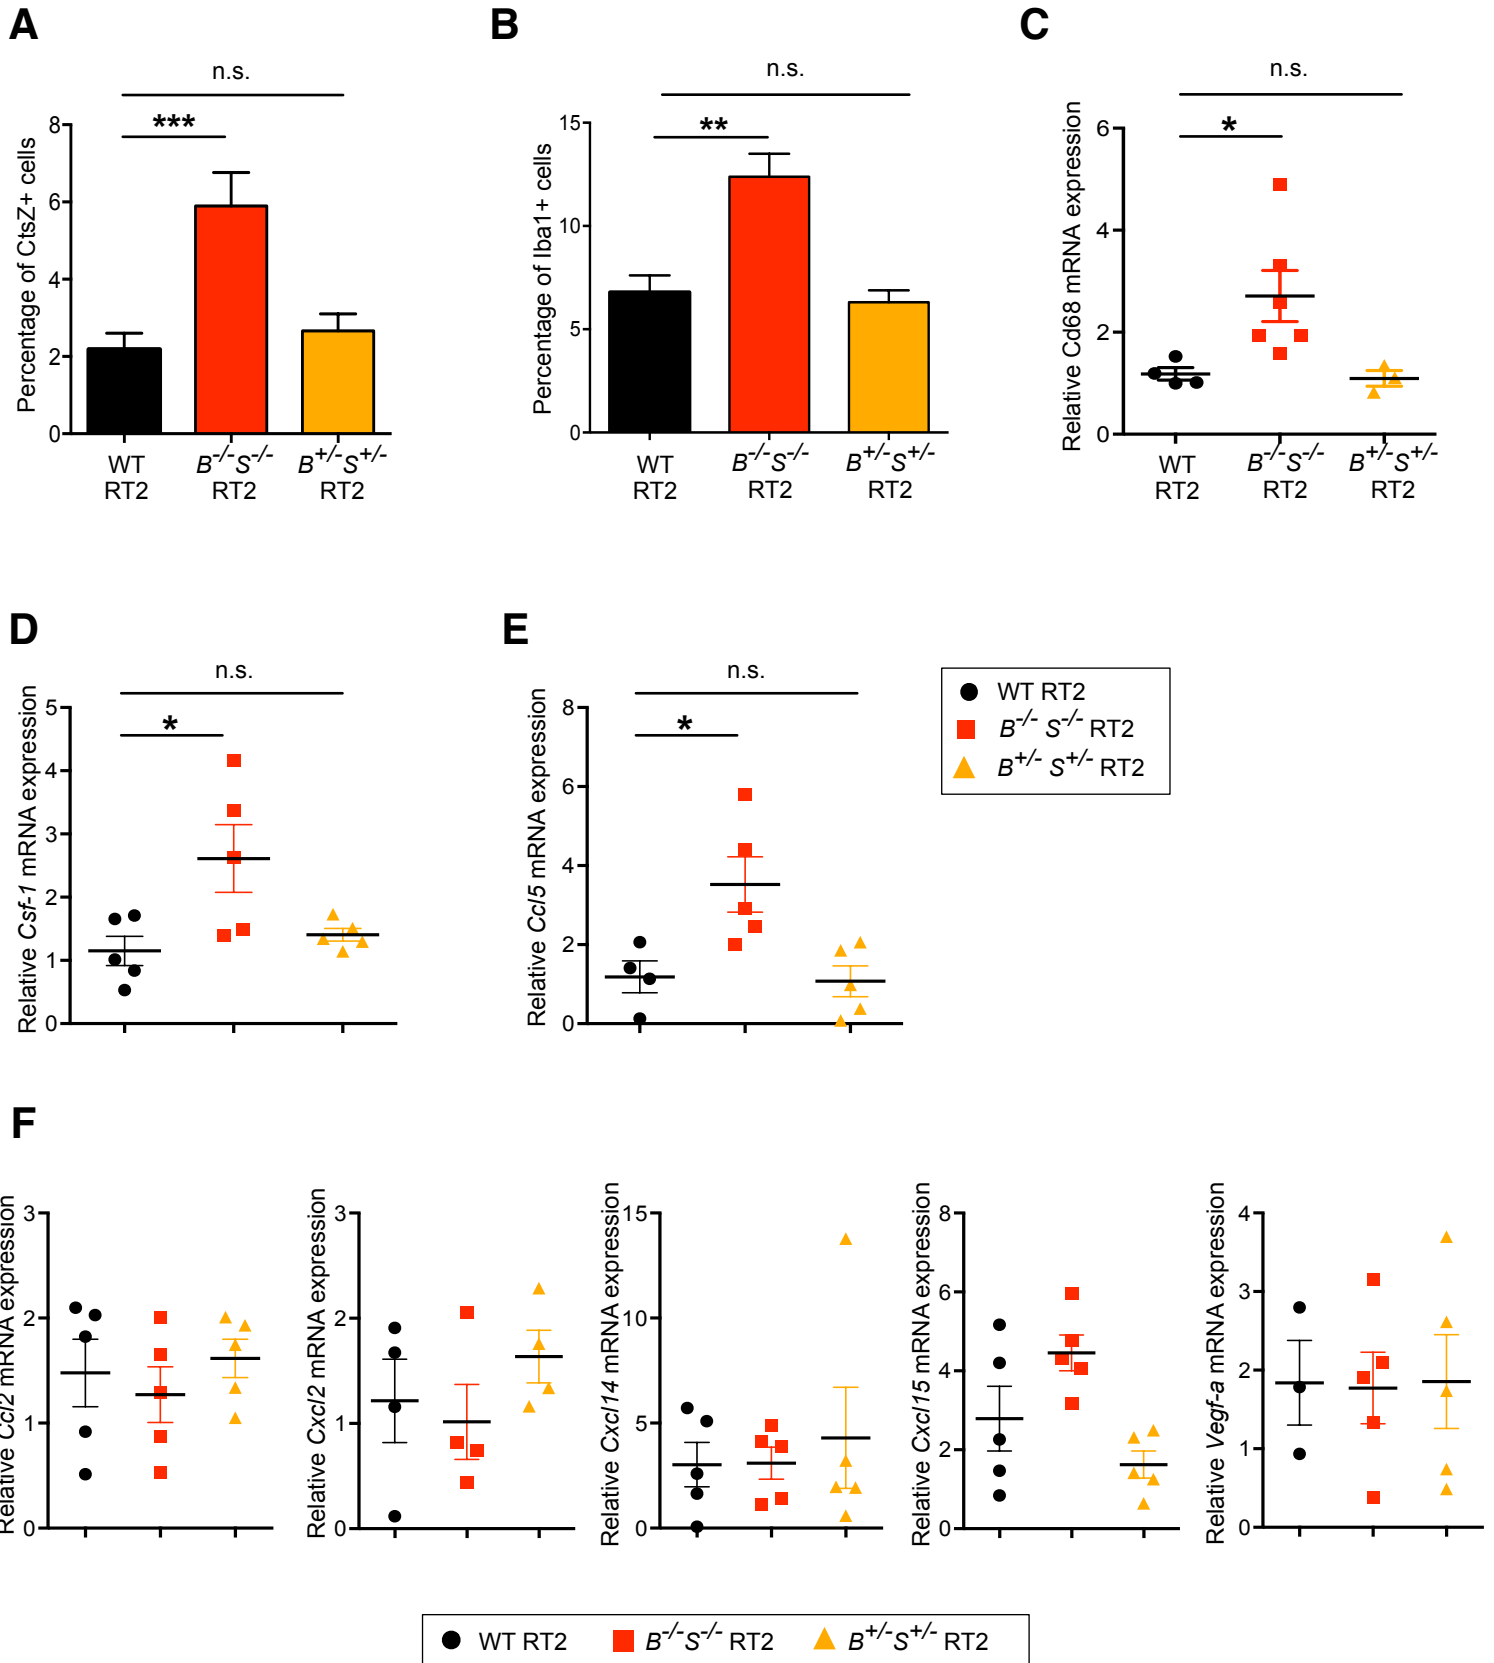 A
B
C
n.s.
n.s.
n.s.
***
**
*
Percentage of CtsZ+ cells
8
6
4
2
0
WT RT2
B-/-S-/- RT2
B+/-S+/- RT2
Percentage of Iba1+ cells
15
10
5
0
WT RT2
B-/-S-/- RT2
B+/-S+/- RT2
Relative Cd68 mRNA expression
6
4
2
0
WT RT2
B-/-S-/- RT2
B+/-S+/- RT2
D
E
n.s.
*
Relative Csf-1 mRNA expression
5
4
3
2
1
0
n.s.
*
Relative Ccl5 mRNA expression
8
6
4
2
0
WT RT2
B-/- S-/- RT2
B+/- S+/- RT2
F
Relative Ccl2 mRNA expression
3
2
1
0
Relative Cxcl2 mRNA expression
3
2
1
0
Relative Cxcl14 mRNA expression
15
10
5
0
Relative Cxcl15 mRNA expression
8
6
4
2
0
Relative Vegf-a mRNA expression
4
3
2
1
0
WT RT2
B-/-S-/- RT2
B+/-S+/- RT2